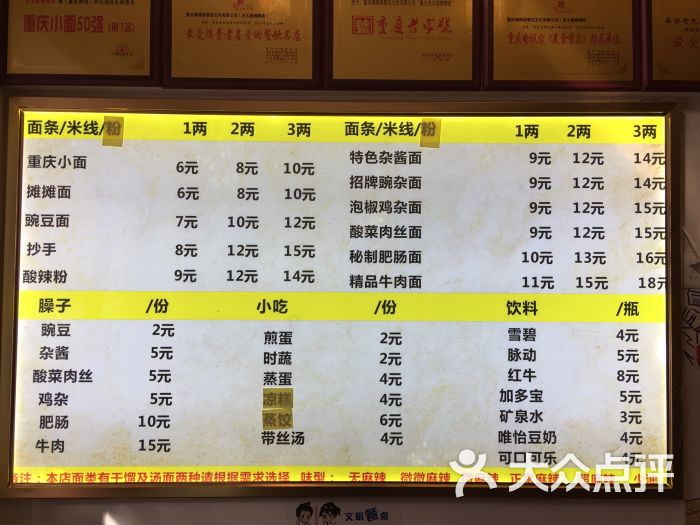 重庆小面50强（第1名）
最受消费者喜爱的餐饮名店
重庆老字號
面条/米线/粉 1两 2两 3两
重庆小面 6元 8元 10元
摊摊面 6元 8元 10元
豌豆面 7元 10元 12元
抄手 8元 12元 15元
酸辣粉 9元 12元 14元
面条/米线/粉 1两 2两 3两
特色杂酱面 9元 12元 14元
招牌豌杂面 9元 12元 14元
泡椒鸡杂面 9元 12元 15元
酸菜肉丝面 9元 12元 15元
秘制肥肠面 10元 13元 16元
精品牛肉面 11元 15元 18元
臊子 /份
豌豆 2元
杂酱 5元
酸菜肉丝 5元
鸡杂 5元
肥肠 10元
牛肉 15元
小吃 /份
煎蛋 2元
时蔬 2元
蒸蛋 4元
凉糕 4元
蒸饺 6元
带丝汤 4元
饮料 /瓶
雪碧 4元
脉动 5元
红牛 8元
加多宝 5元
矿泉水 3元
唯怡豆奶 4元
可口可乐 4元
备注：本店面类有干馏及汤面两种请根据需求选择 味型： 无麻辣 微微麻辣
大众点评
文明餐桌